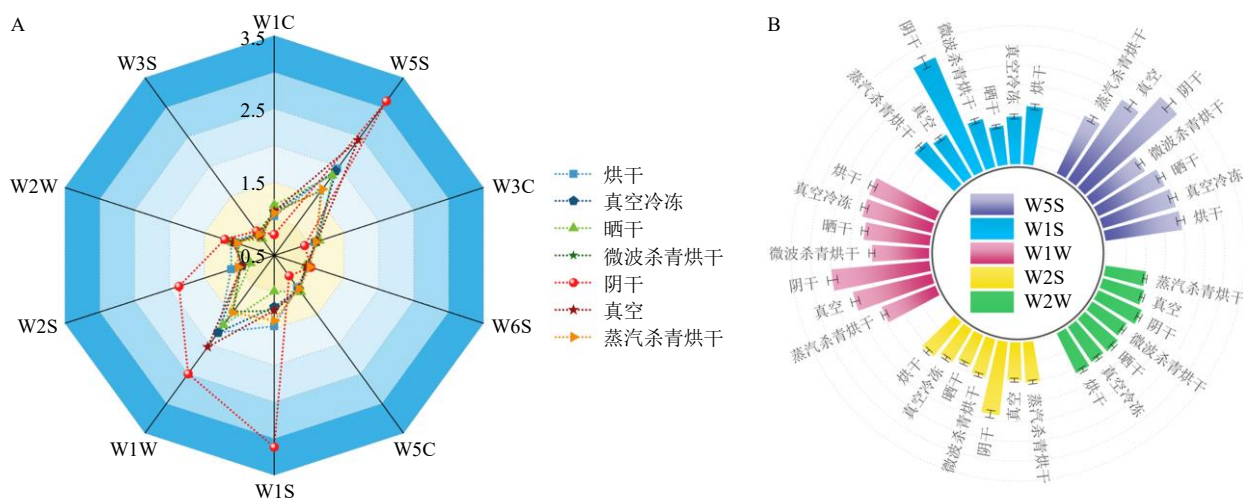 A
W1C
3.5
W3S
W5S
2.5
W2W
W3C
1.5
0.5
W2S
W6S
W1W
W5C
W1S
烘干
真空冷冻
晒干
微波杀青烘干
阴干
真空
蒸汽杀青烘干
B
蒸汽杀青烘干
真空
阴干
微波杀青烘干
晒干
真空冷冻
烘干
蒸汽杀青烘干
真空
阴干
微波杀青烘干
晒干
真空冷冻
烘干
烘干
真空冷冻
晒干
微波杀青烘干
阴干
真空
蒸汽杀青烘干
W5S
W1S
W1W
W2S
W2W
蒸汽杀青烘干
真空
阴干
微波杀青烘干
晒干
真空冷冻
烘干
烘干
真空冷冻
晒干
微波杀青烘干
阴干
真空
蒸汽杀青烘干